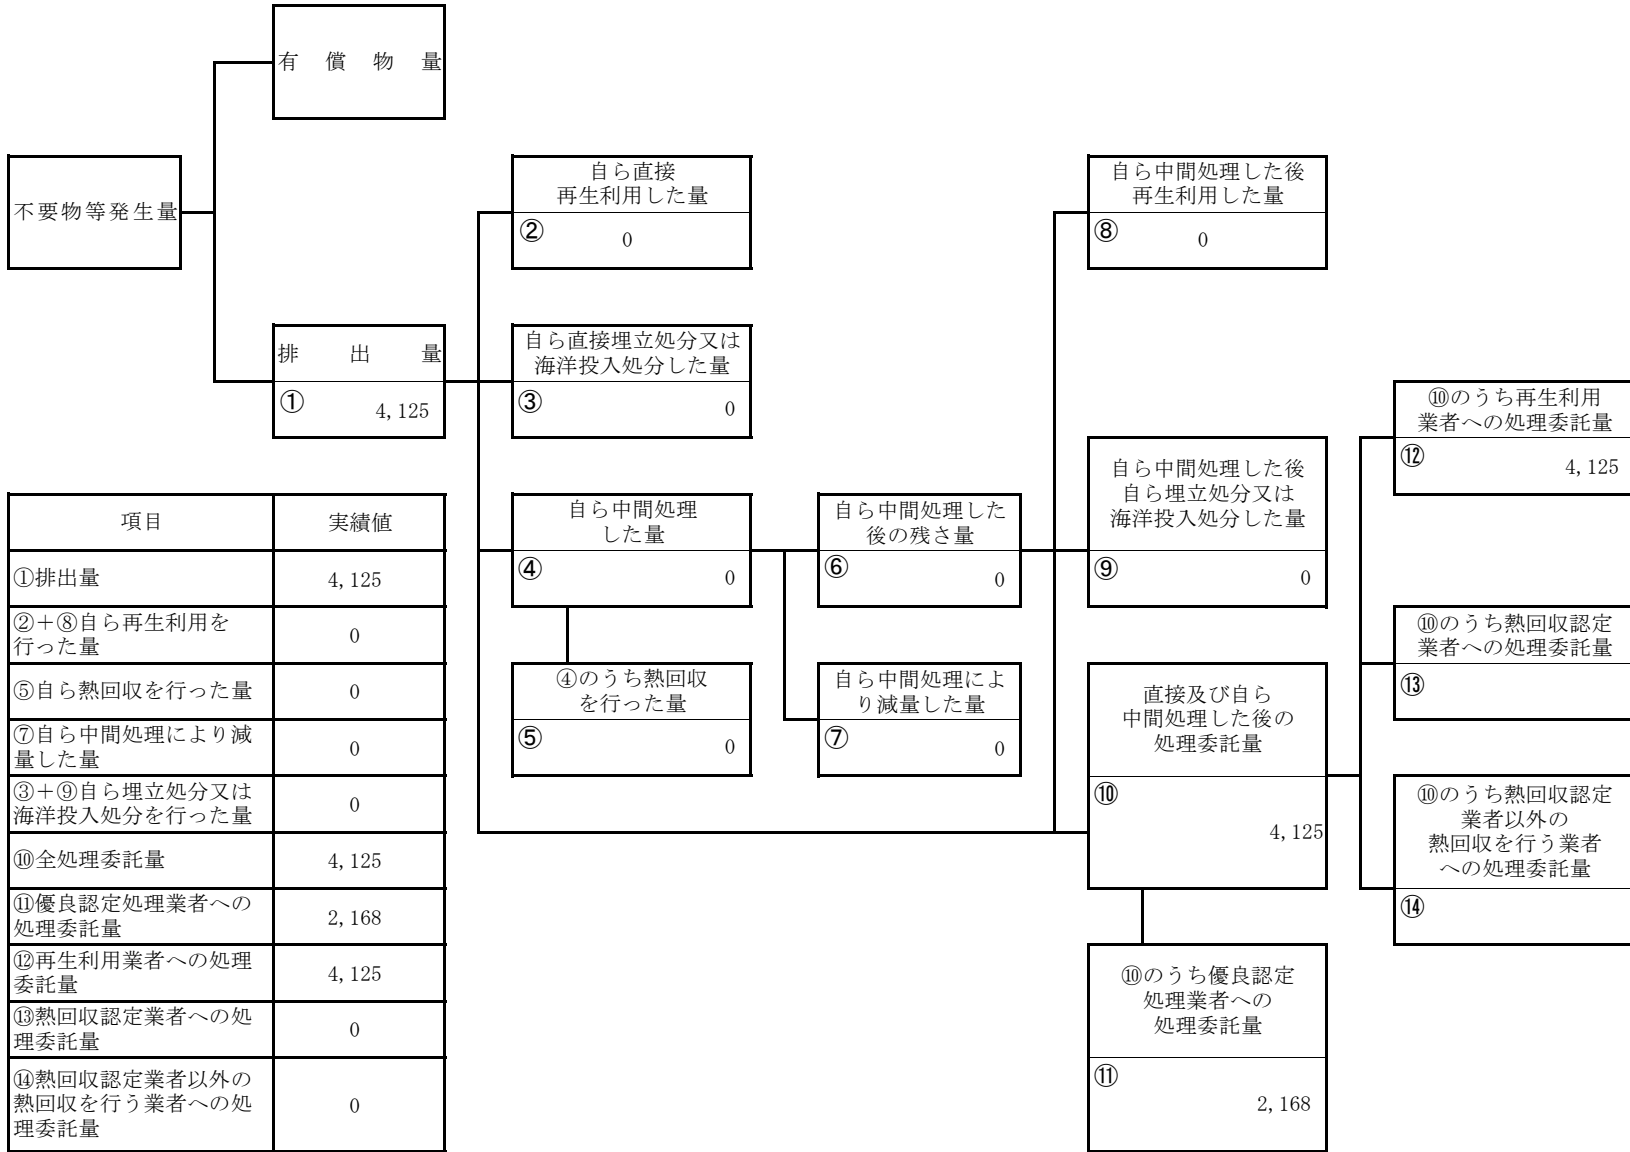 有償物量
不要物等発生量
自ら直接
再生利用した量
②
0
自ら中間処理した後
再生利用した量
⑧
0
排出量
①
4,125
自ら直接埋立処分又は
海洋投入処分した量
③
0
⑩のうち再生利用
業者への処理委託量
⑫
4,125
自ら中間処理
した量
④
0
自ら中間処理した
後の残さ量
⑥
0
自ら中間処理した後
自ら埋立処分又は
海洋投入処分した量
⑨
0
⑩のうち熱回収認定
業者への処理委託量
⑬
④のうち熱回収
を行った量
⑤
0
自ら中間処理によ
り減量した量
⑦
0
直接及び自ら
中間処理した後の
処理委託量
⑩
4,125
⑩のうち熱回収認定
業者以外の
熱回収を行う業者
への処理委託量
⑭
⑩のうち優良認定
処理業者への
処理委託量
⑪
2,168
項目 実績値
①排出量 4,125
②+⑧自ら再生利用を
行った量
0
⑤自ら熱回収を行った量 0
⑦自ら中間処理により減
量した量
0
③+⑨自ら埋立処分又は
海洋投入処分を行った量
0
⑩全処理委託量 4,125
⑪優良認定処理業者への
処理委託量
2,168
⑫再生利用業者への処理
委託量
4,125
⑬熱回収認定業者への処
理委託量
0
⑭熱回収認定業者以外の
熱回収を行う業者への処
理委託量
0